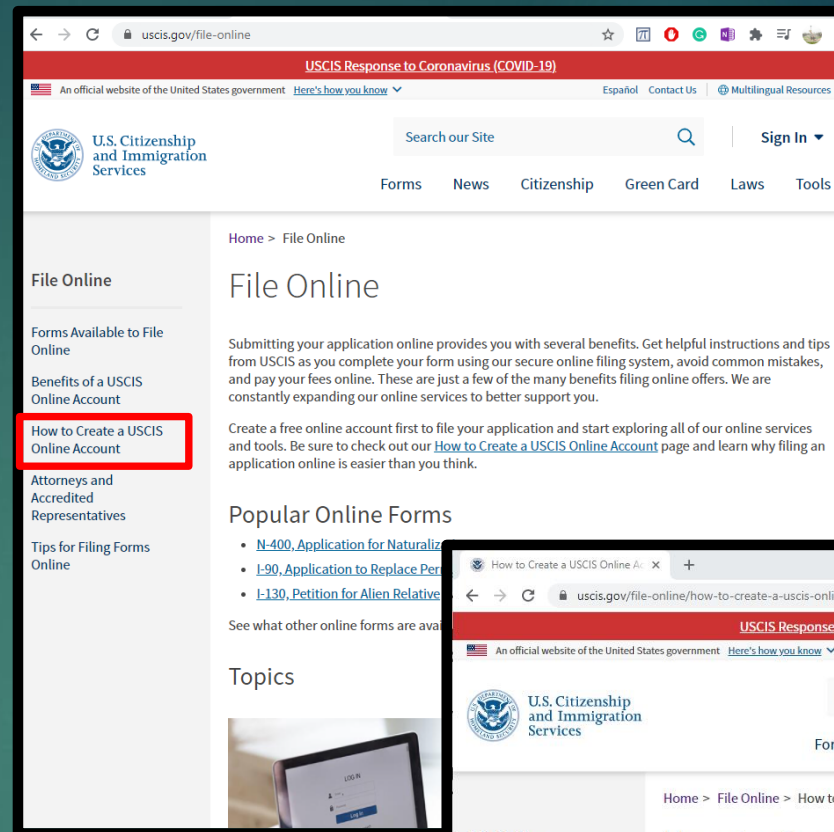 uscis.gov/file-online
USCIS Response to Coronavirus (COVID-19)
An official website of the United States government Here's how you know
Español Contact Us Multilingual Resources
U.S. Citizenship
and Immigration
Services
Search our Site
Sign In
Forms News Citizenship Green Card Laws Tools
Home > File Online
File Online
Forms Available to File
Online
Benefits of a USCIS
Online Account
How to Create a USCIS
Online Account
Attorneys and
Accredited
Representatives
Tips for Filing Forms
Online
File Online
Submitting your application online provides you with several benefits. Get helpful instructions and tips
from USCIS as you complete your form using our secure online filing system, avoid common mistakes,
and pay your fees online. These are just a few of the many benefits filing online offers. We are
constantly expanding our online services to better support you.
Create a free online account first to file your application and start exploring all of our online services
and tools. Be sure to check out our How to Create a USCIS Online Account page and learn why filing an
application online is easier than you think.
Popular Online Forms
N-400, Application for Naturaliz
I-90, Application to Replace Per
I-130, Petition for Alien Relative
See what other online forms are avai
Topics
LOG IN
Log in
How to Create a USCIS Online Ac
uscis.gov/file-online/how-to-create-a-uscis-onli
USCIS Response
An official website of the United States government Here's how you know
U.S. Citizenship
and Immigration
Services
For
Home > File Online > How to